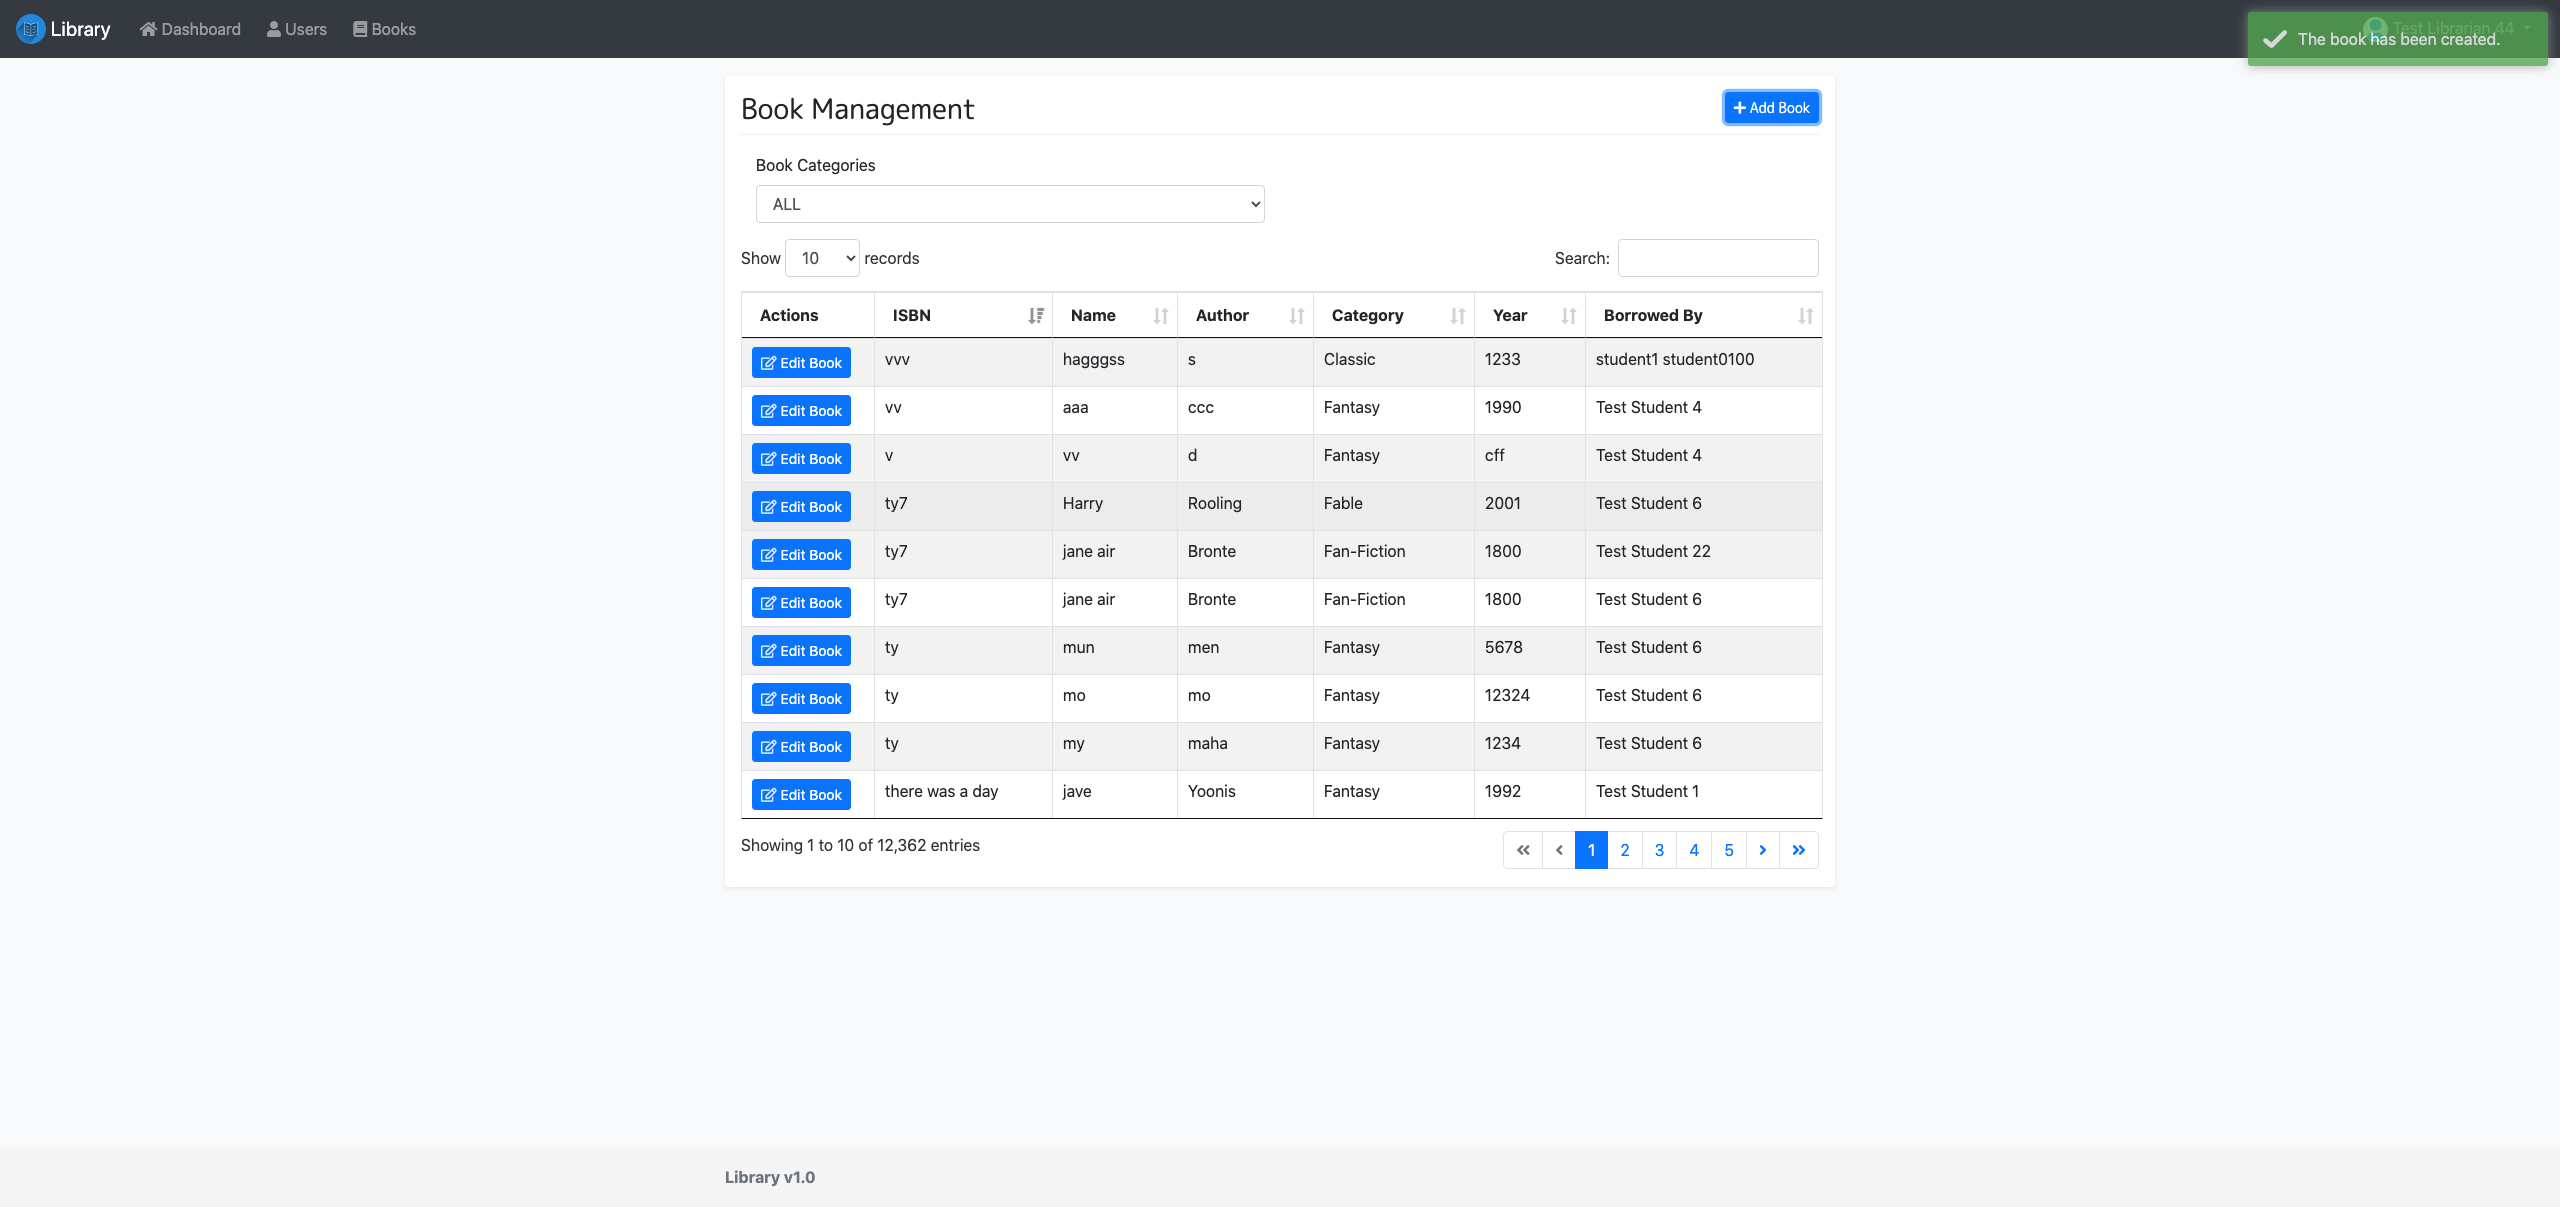 Library Dashboard Users Books Test Librarian 44
The book has been created.
Book Management + Add Book
Book Categories
ALL
Show 10 records Search:
Actions ISBN Name Author Category Year Borrowed By
Edit Book vvv hagggss s Classic 1233 student1 student0100
Edit Book vv aaa ccc Fantasy 1990 Test Student 4
Edit Book v vv d Fantasy cff Test Student 4
Edit Book ty7 Harry Rooling Fable 2001 Test Student 6
Edit Book ty7 jane air Bronte Fan-Fiction 1800 Test Student 22
Edit Book ty7 jane air Bronte Fan-Fiction 1800 Test Student 6
Edit Book ty mun men Fantasy 5678 Test Student 6
Edit Book ty mo mo Fantasy 12324 Test Student 6
Edit Book ty my maha Fantasy 1234 Test Student 6
Edit Book there was a day jave Yoonis Fantasy 1992 Test Student 1
Showing 1 to 10 of 12,362 entries « ‹ 1 2 3 4 5 › »
Library v1.0